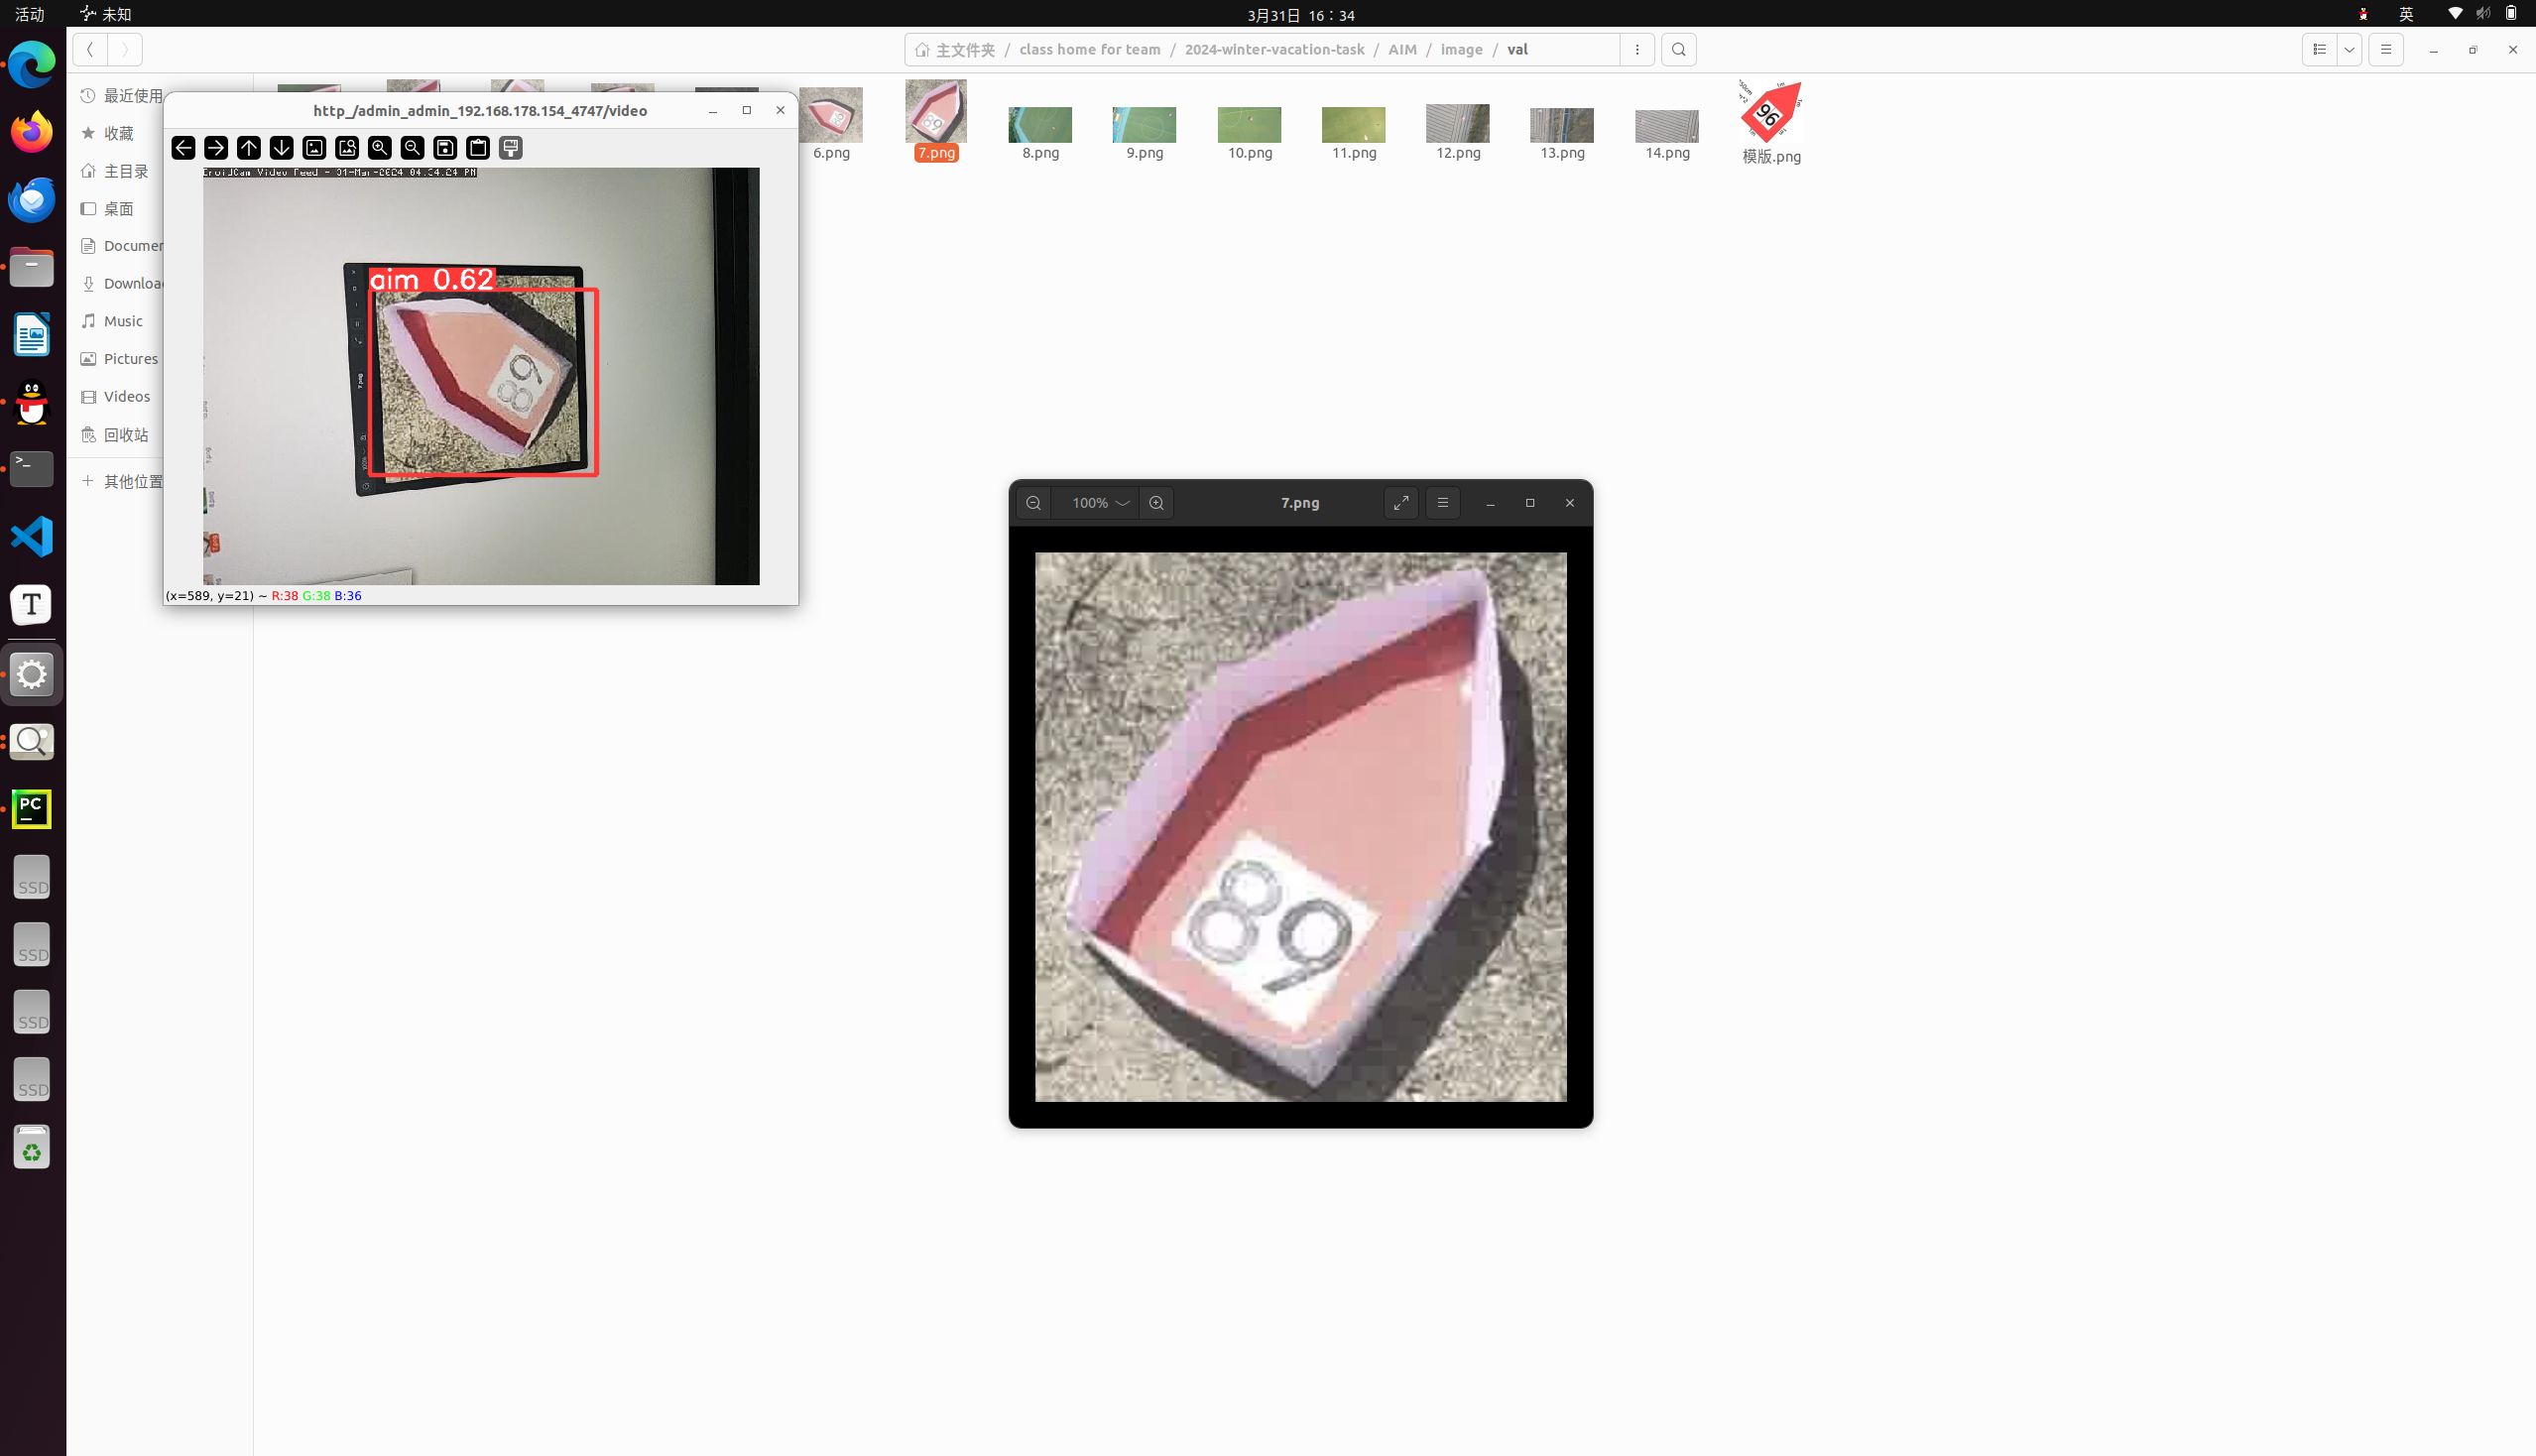 活动
未知
3月31日 16：34
英
主文件夹 / class home for team / 2024-winter-vacation-task / AIM / image / val
最近使用
收藏
主目录
桌面
Documen
Downloa
Music
Pictures
Videos
回收站
其他位置
http_/admin_admin_192.168.178.154_4747/video
DroidCam Video Feed - 31-Mar-2024 04:34:24 PM
aim 0.62
7.png
89
(x=589, y=21) ~ R:38 G:38 B:36
6.png
7.png
8.png
9.png
10.png
11.png
12.png
13.png
14.png
模版.png
96
100%
7.png
89
T
PC
SSD
SSD
SSD
SSD